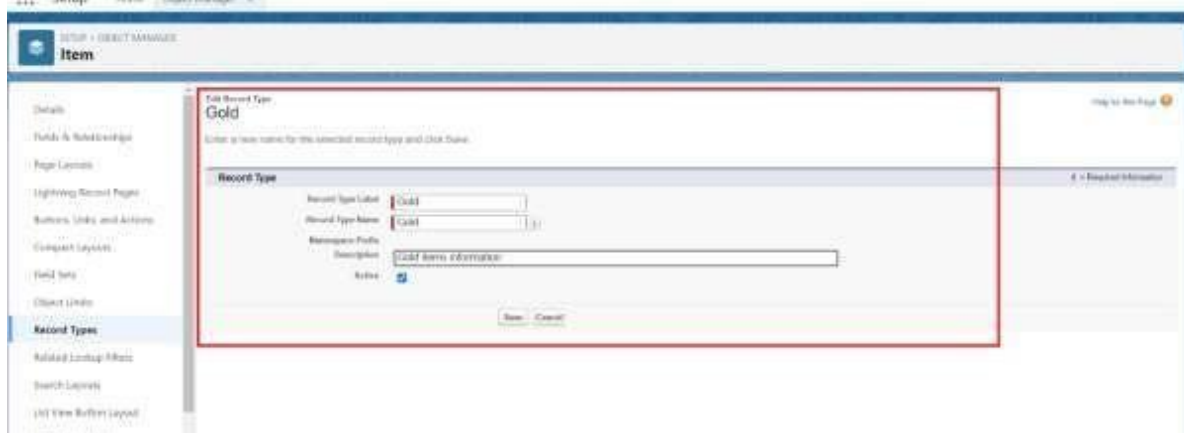 Setup
Object Manager
SETUP > OBJECT MANAGER
Item
Details
Fields & Relationships
Page Layouts
Lightning Record Pages
Buttons, Links, and Actions
Compact Layouts
Field Sets
Object Limits
Record Types
Related Lookup Filters
Search Layouts
List View Button Layout
Edit Record Type
Gold
Help for this Page
Enter a new name for the selected record type and click Save.
Record Type
= Required Information
Record Type Label Gold
Record Type Name Gold
Namespace Prefix
Description Gold items information
Active
Save Cancel